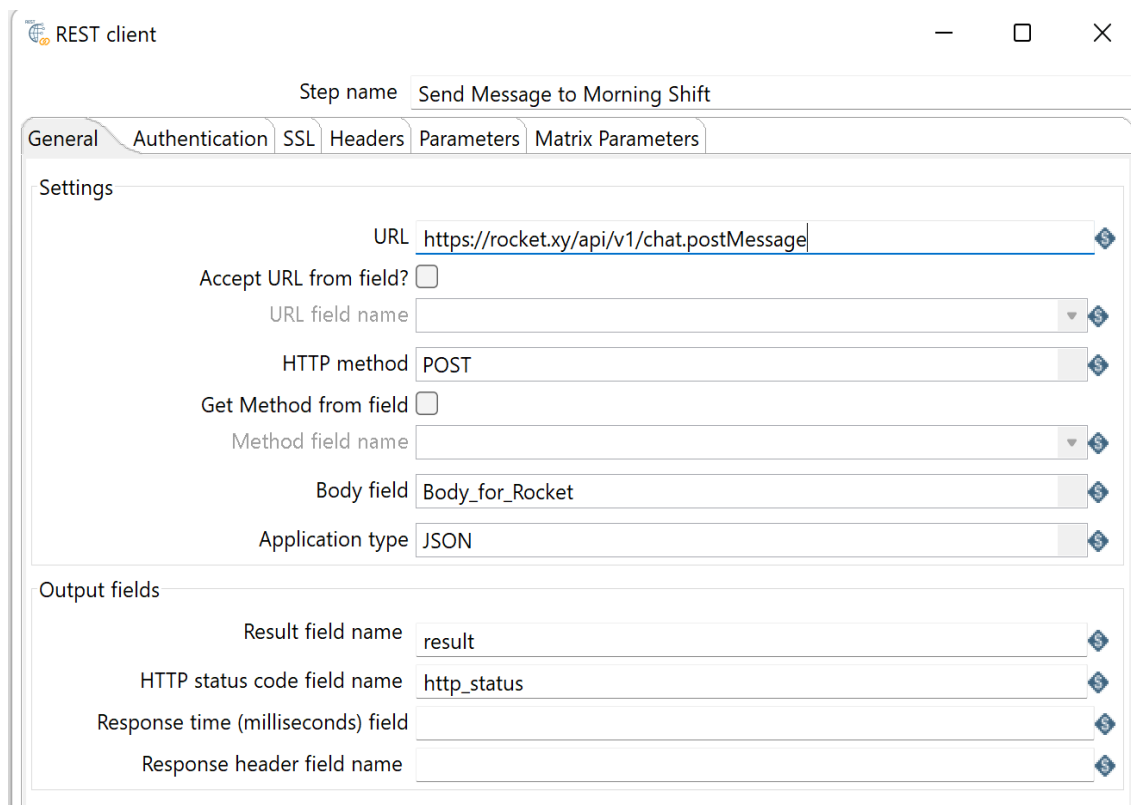 REST client
Step name Send Message to Morning Shift
General Authentication SSL Headers Parameters Matrix Parameters
Settings
URL https://rocket.xy/api/v1/chat.postMessage
Accept URL from field?
URL field name
HTTP method POST
Get Method from field
Method field name
Body field Body_for_Rocket
Application type JSON
Output fields
Result field name result
HTTP status code field name http_status
Response time (milliseconds) field
Response header field name